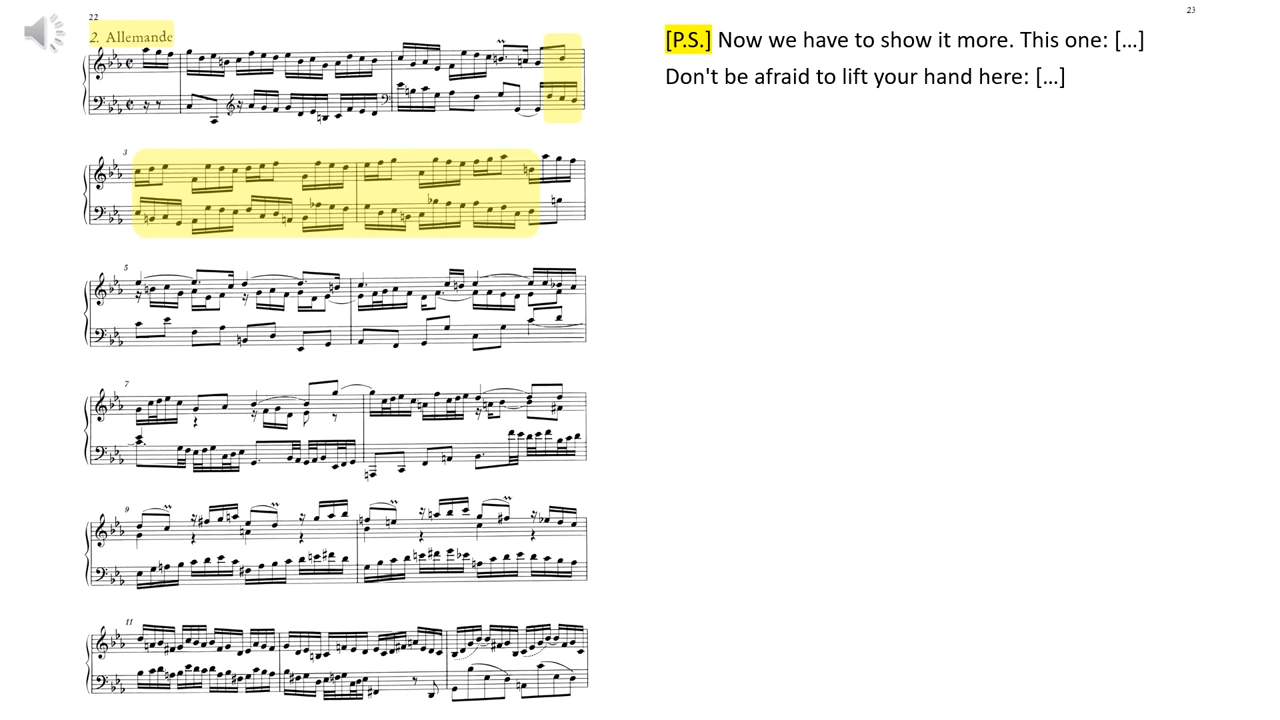 22
23
2. Allemande
[P.S.] Now we have to show it more. This one: […]
Don't be afraid to lift your hand here: […]
3
5
7
9
11